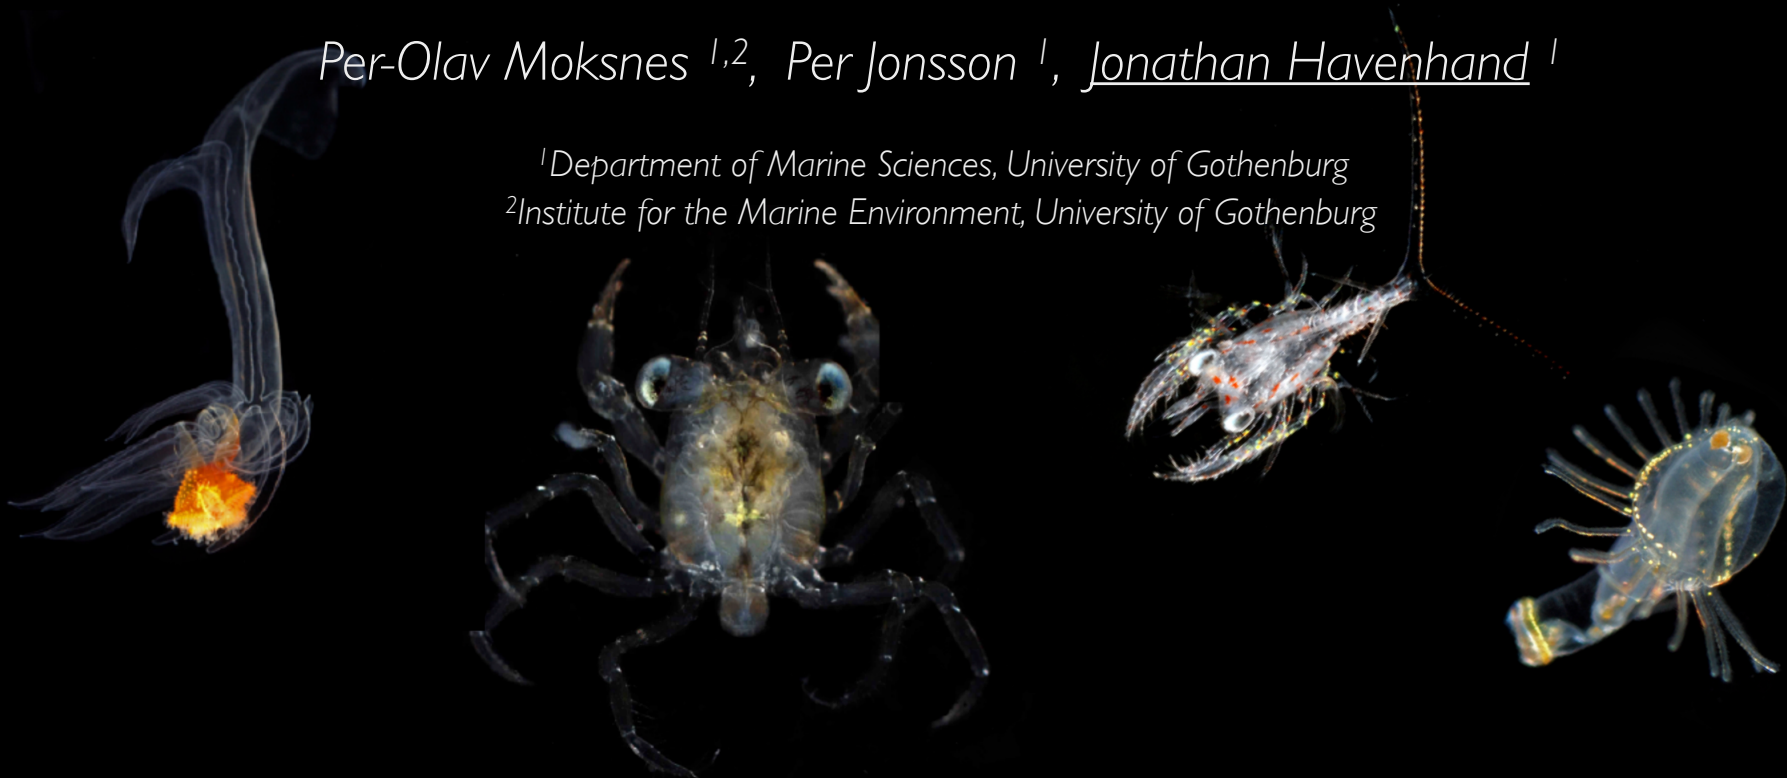 Per-Olav Moksnes 1,2, Per Jonsson 1, Jonathan Havenhand 1
1Department of Marine Sciences, University of Gothenburg
2Institute for the Marine Environment, University of Gothenburg